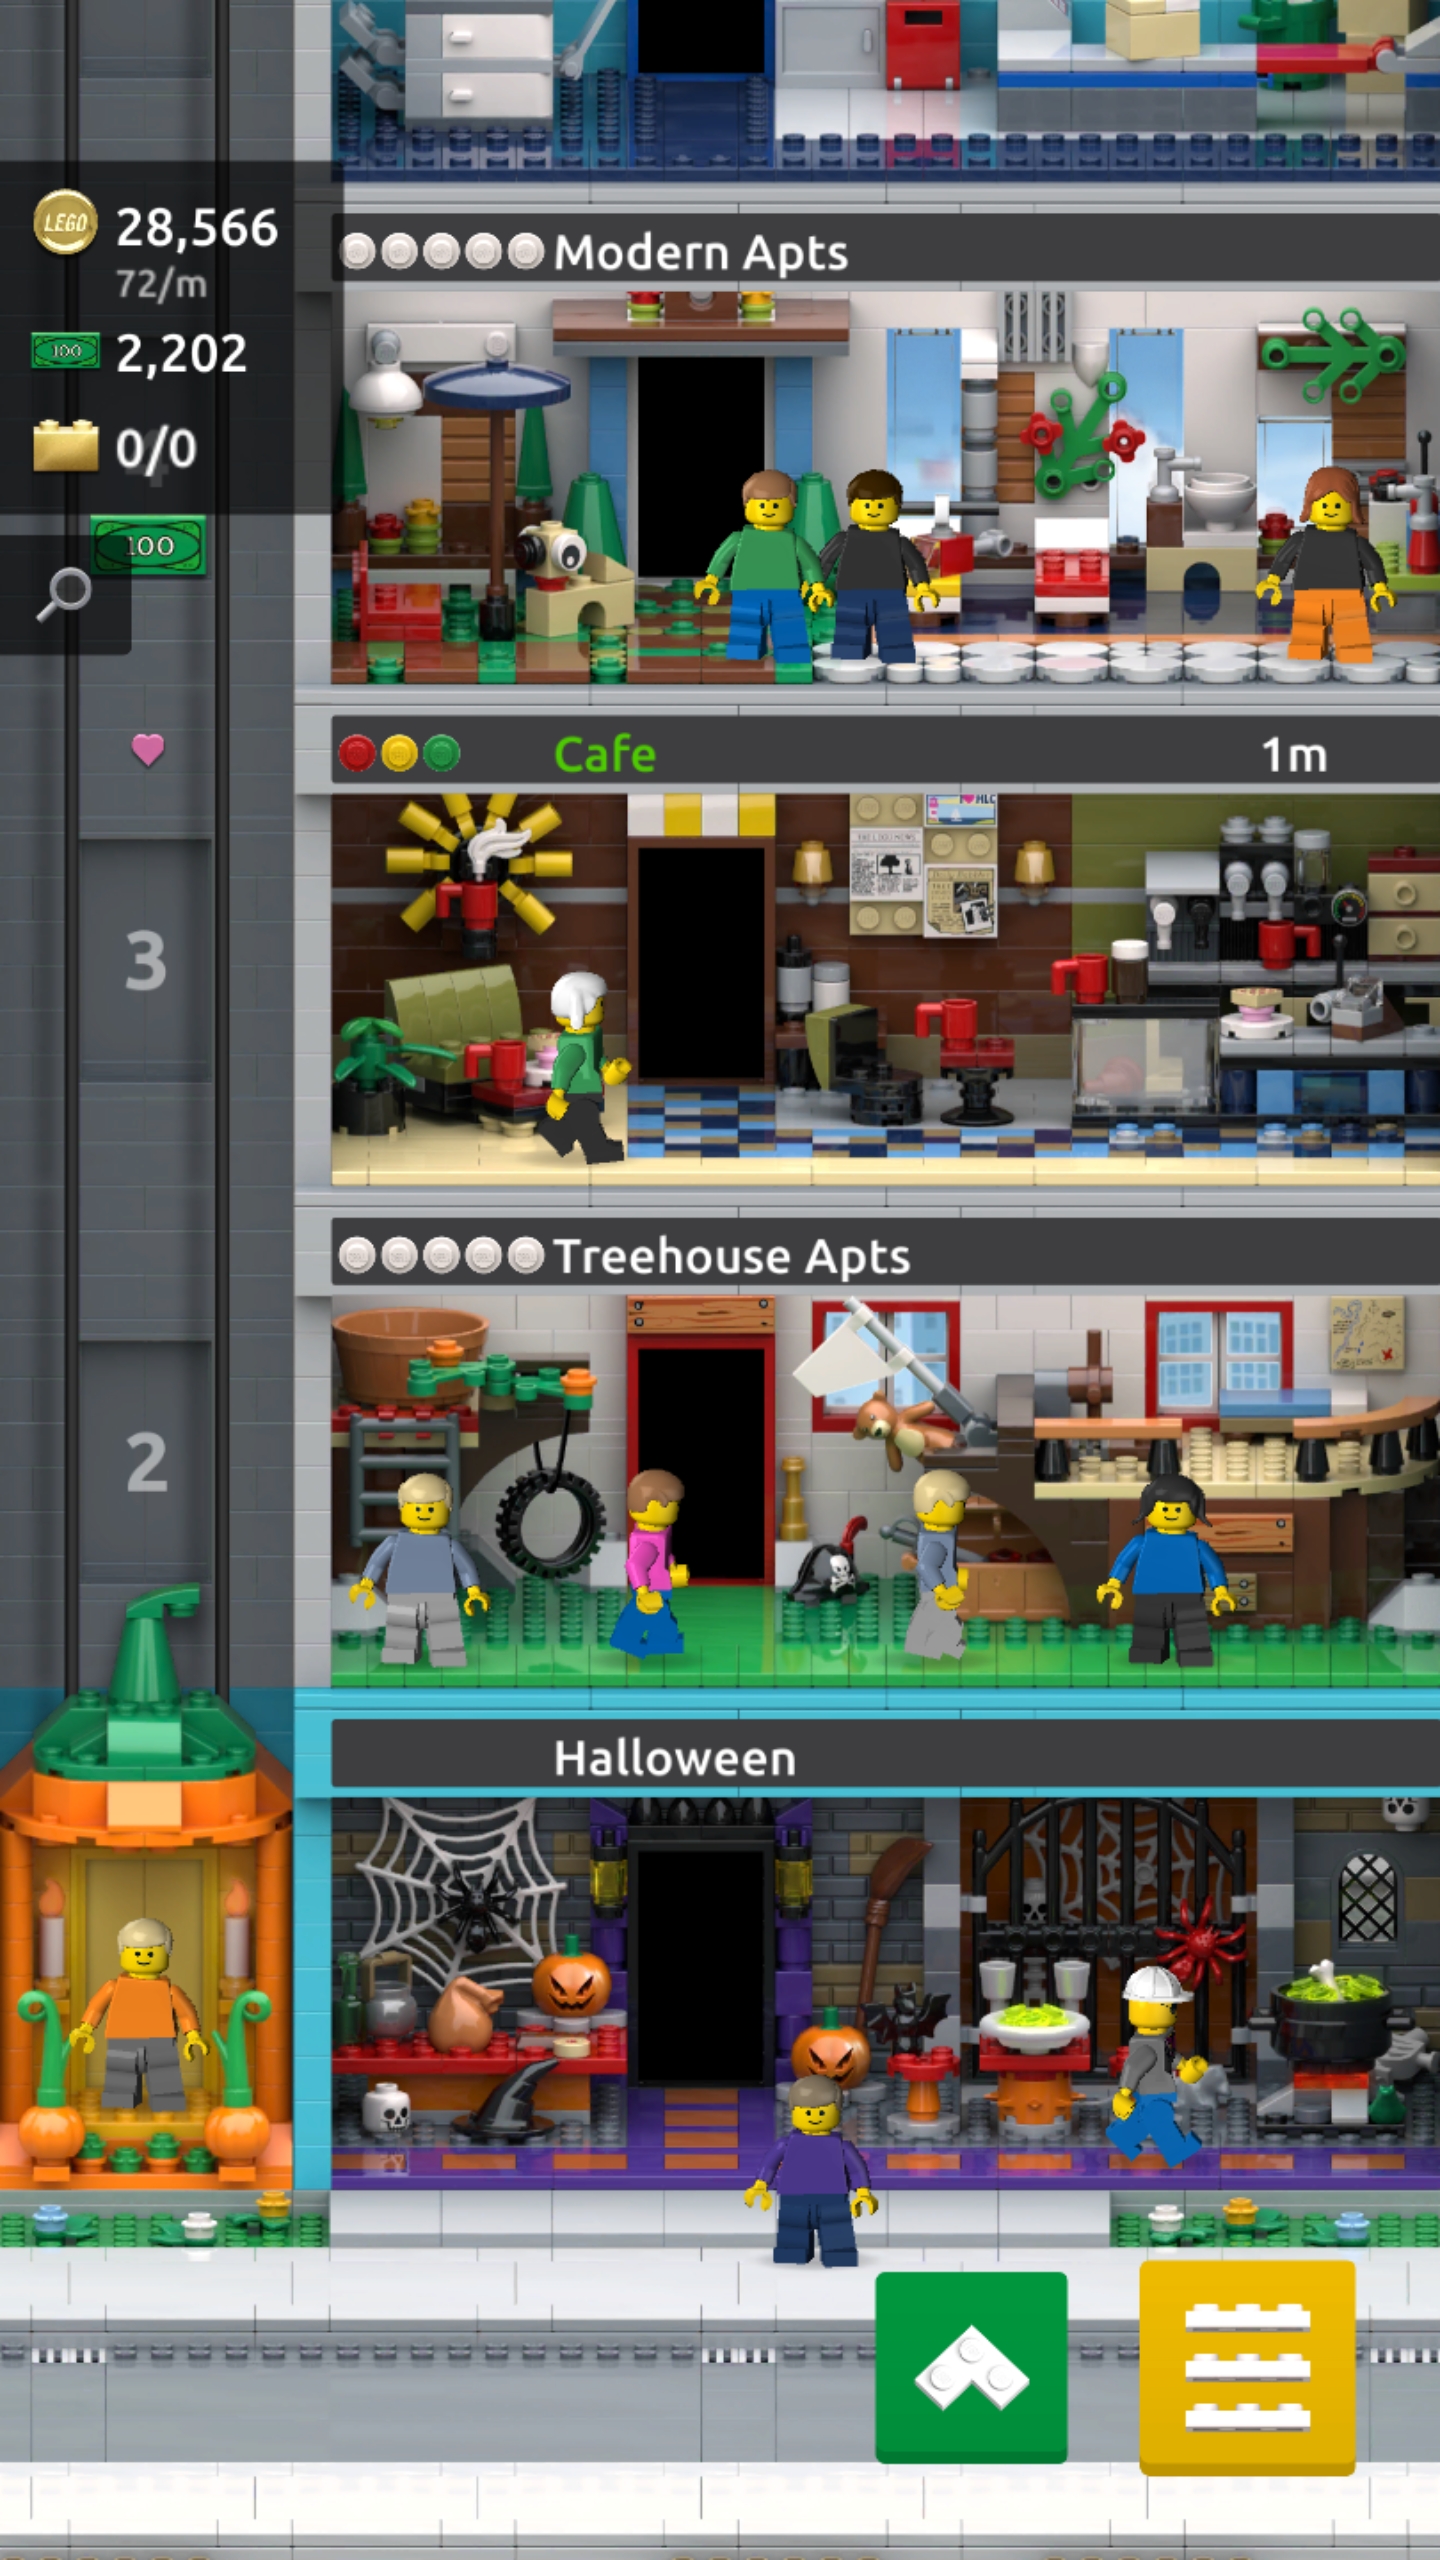 LEGO 28,566
72/m
100 2,202
0/0
100
Modern Apts
Cafe 1m
3
Treehouse Apts
2
Halloween